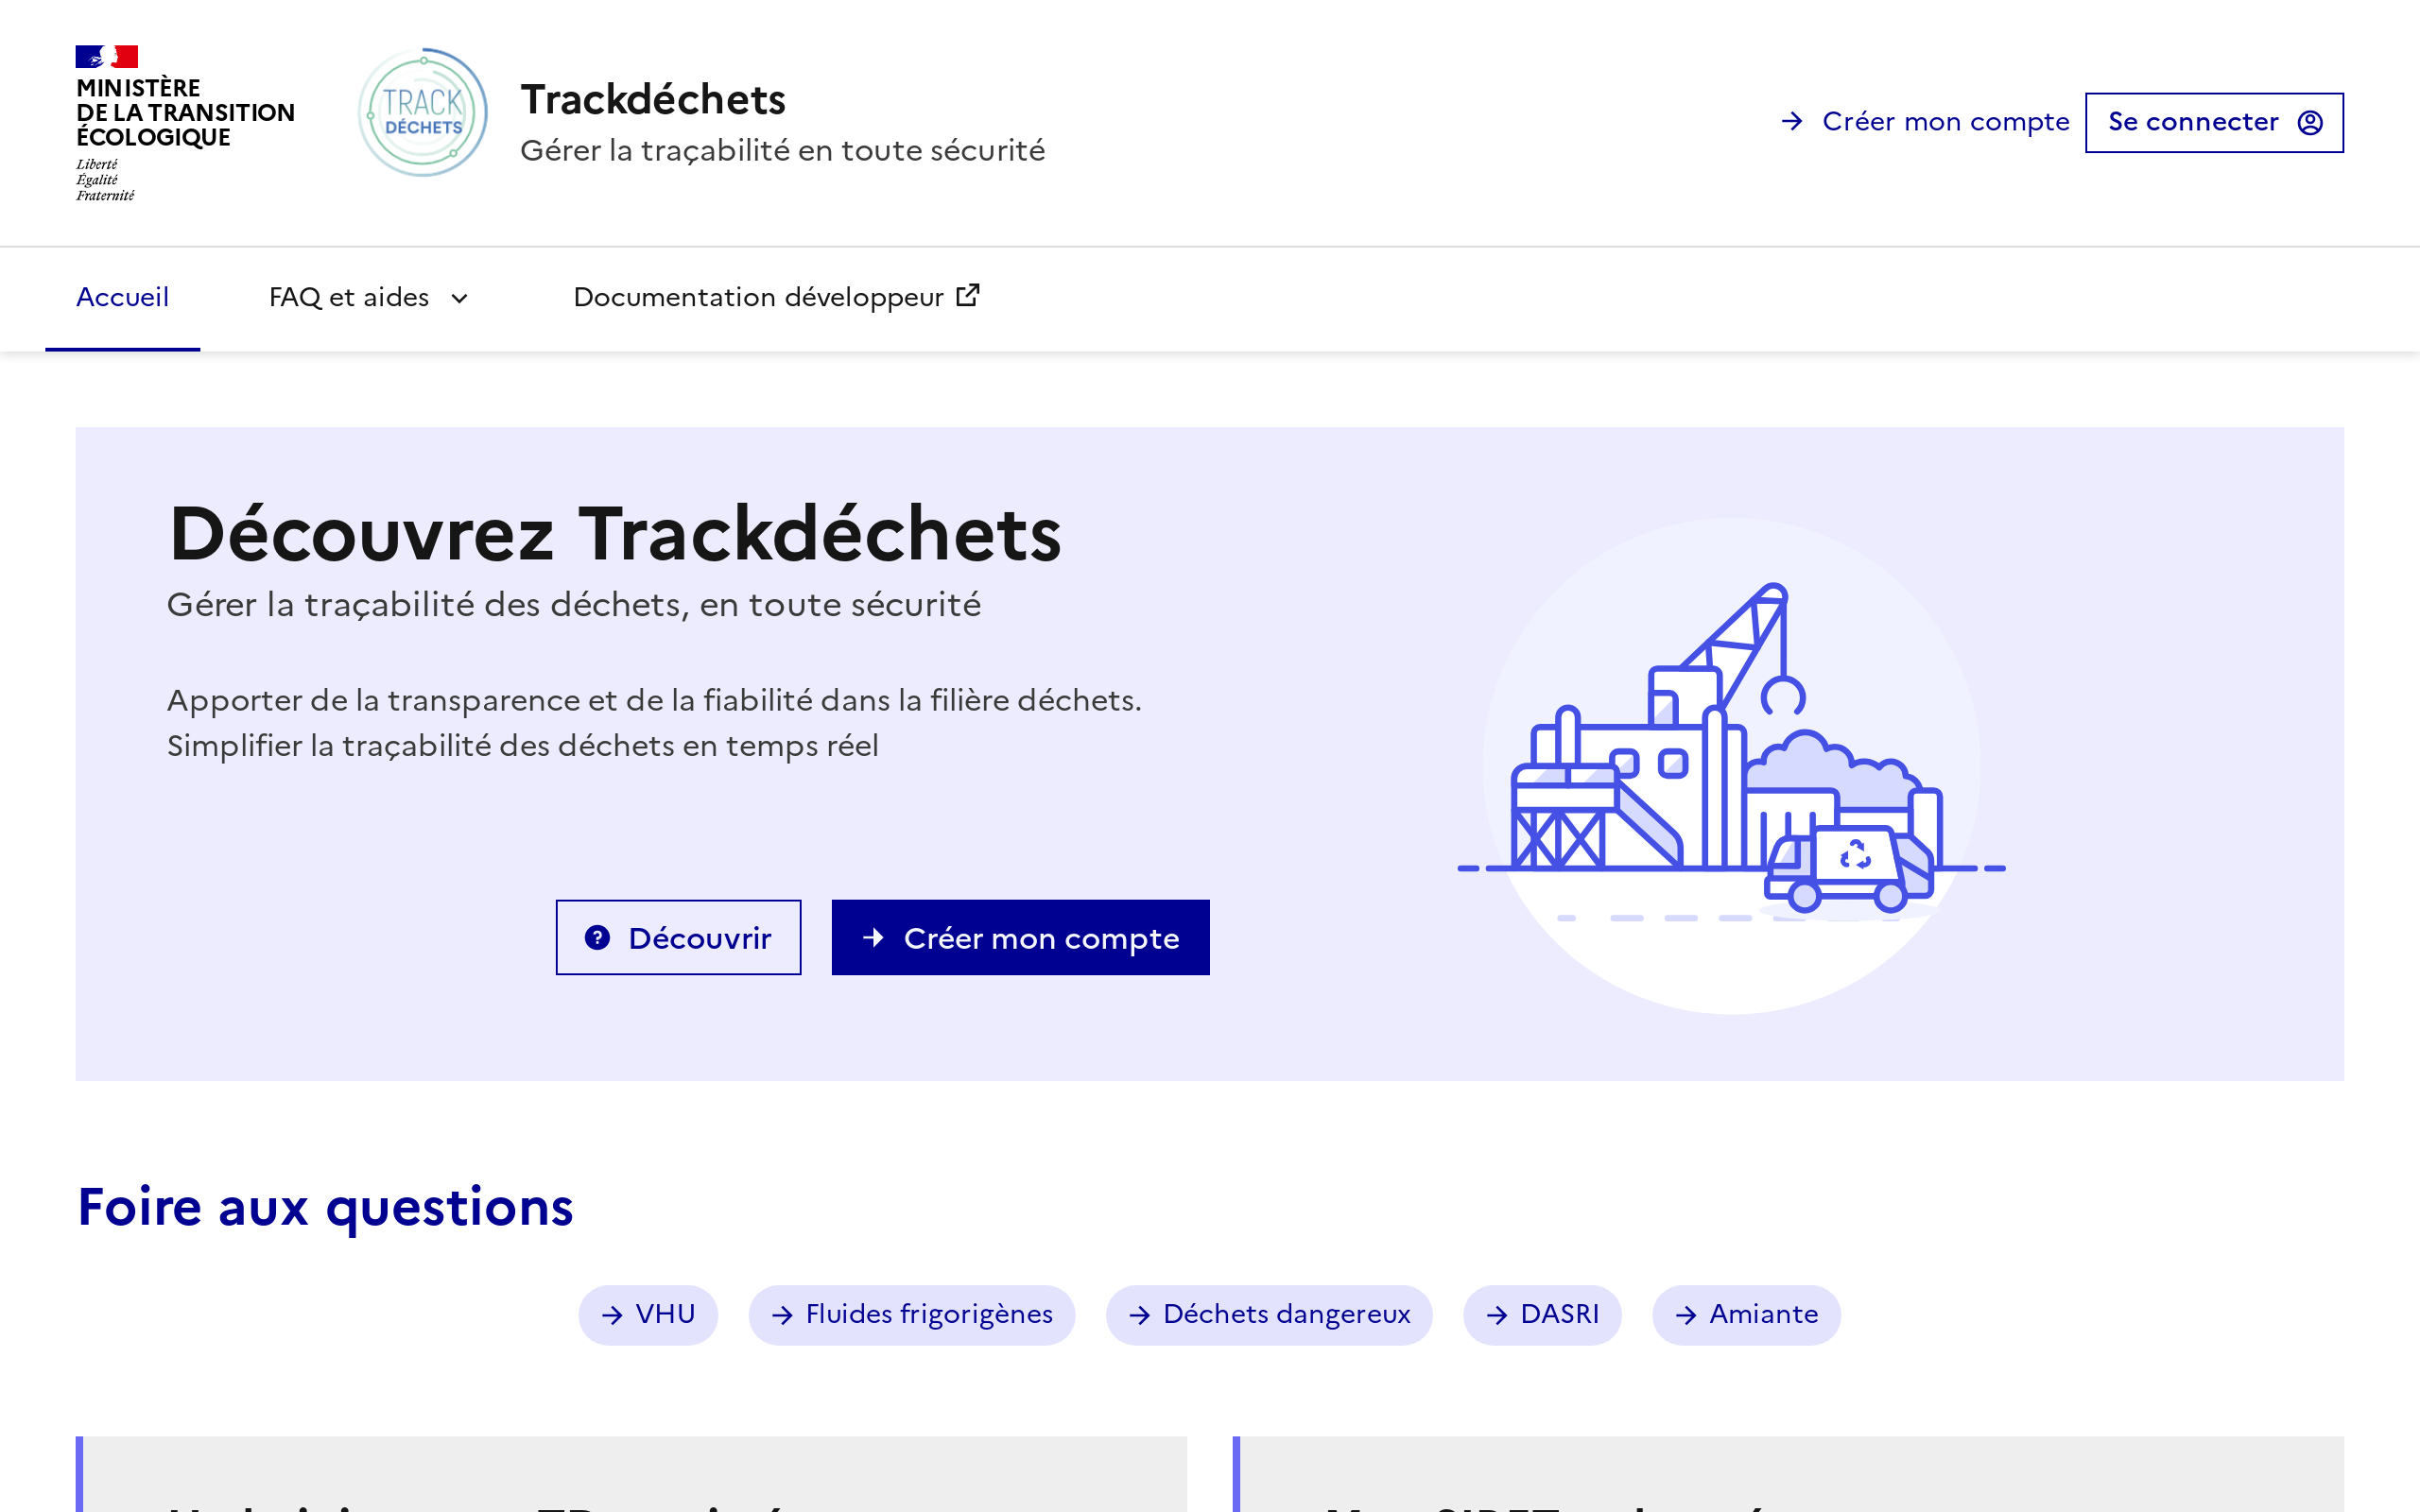 MINISTÈRE
DE LA TRANSITION
ÉCOLOGIQUE
Liberté
Égalité
Fraternité
TRACK
DÉCHETS
Trackdéchets
Gérer la traçabilité en toute sécurité
Créer mon compte
Se connecter
Accueil
FAQ et aides
Documentation développeur
Découvrez Trackdéchets
Gérer la traçabilité des déchets, en toute sécurité
Apporter de la transparence et de la fiabilité dans la filière déchets.
Simplifier la traçabilité des déchets en temps réel
Découvrir
Créer mon compte
Foire aux questions
VHU
Fluides frigorigènes
Déchets dangereux
DASRI
Amiante